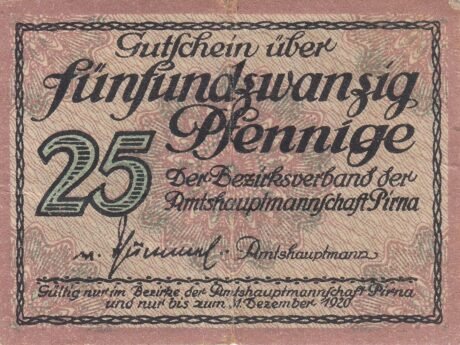 Gutschein über
fünfundzwanzig
25 Pfennige
Der Bezirksverband der
Amtshauptmannschaft Pirna
Amtshauptmann
Gültig nur im Bezirke der Amtshauptmannschaft Pirna
und nur bis zum 31. Dezember 1920